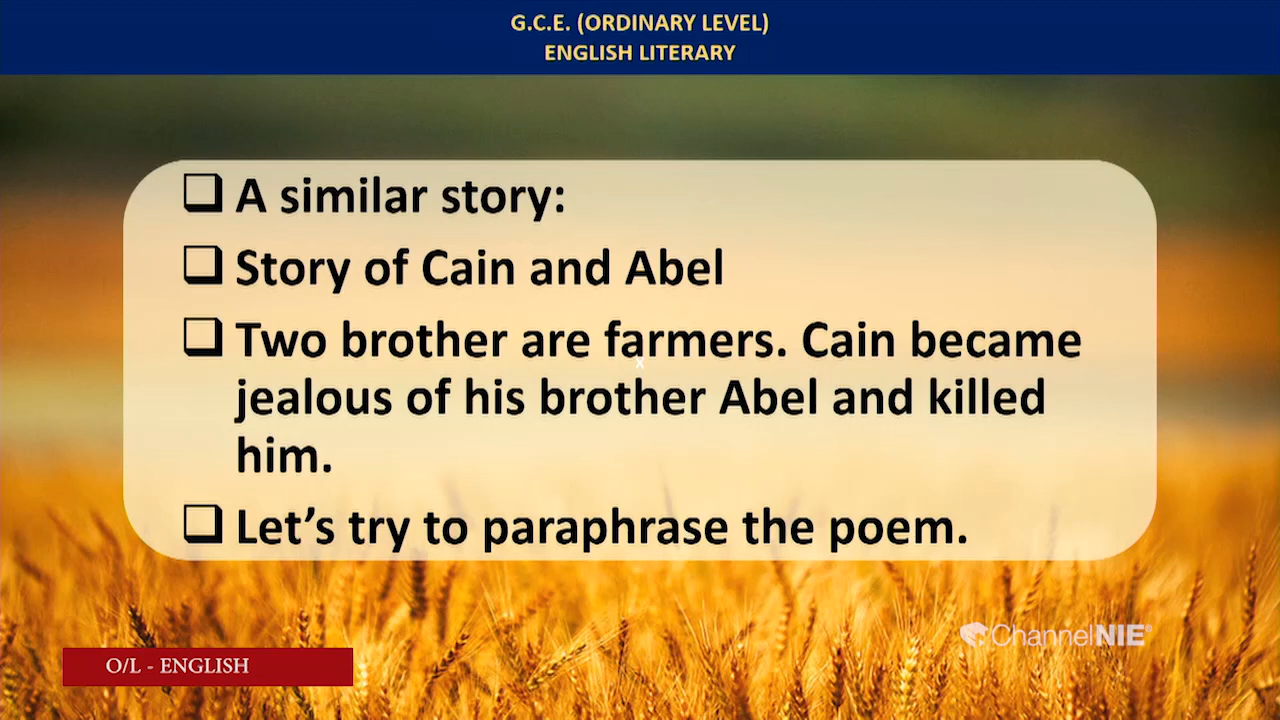 G.C.E. (ORDINARY LEVEL)
ENGLISH LITERARY
A similar story:
Story of Cain and Abel
Two brother are farmers. Cain became
jealous of his brother Abel and killed
him.
Let's try to paraphrase the poem.
ChannelNIE®
O/L - ENGLISH